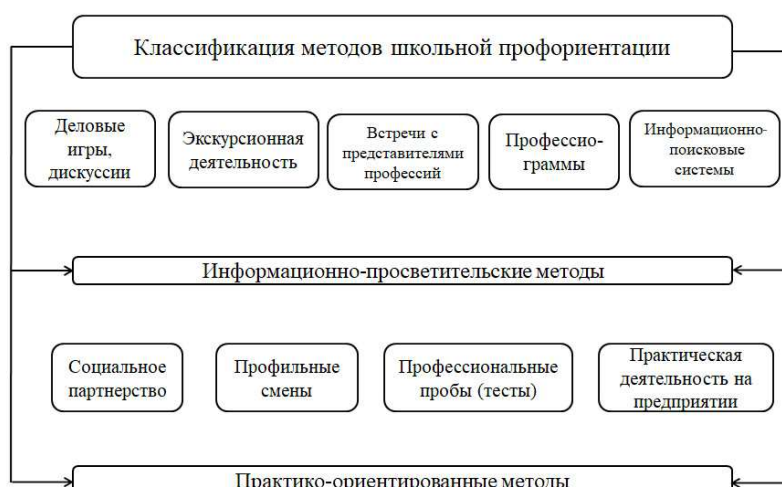 Классификация методов школьной профориентации
Деловые
игры,
дискуссии
Экскурсионная
деятельность
Встречи с
представителями
профессий
Профессио-
граммы
Информационно-
поисковые
системы
Информационно-просветительские методы
Социальное
партнерство
Профильные
смены
Профессиональные
пробы (тесты)
Практическая
деятельность на
предприятии
Практико-ориентированные методы